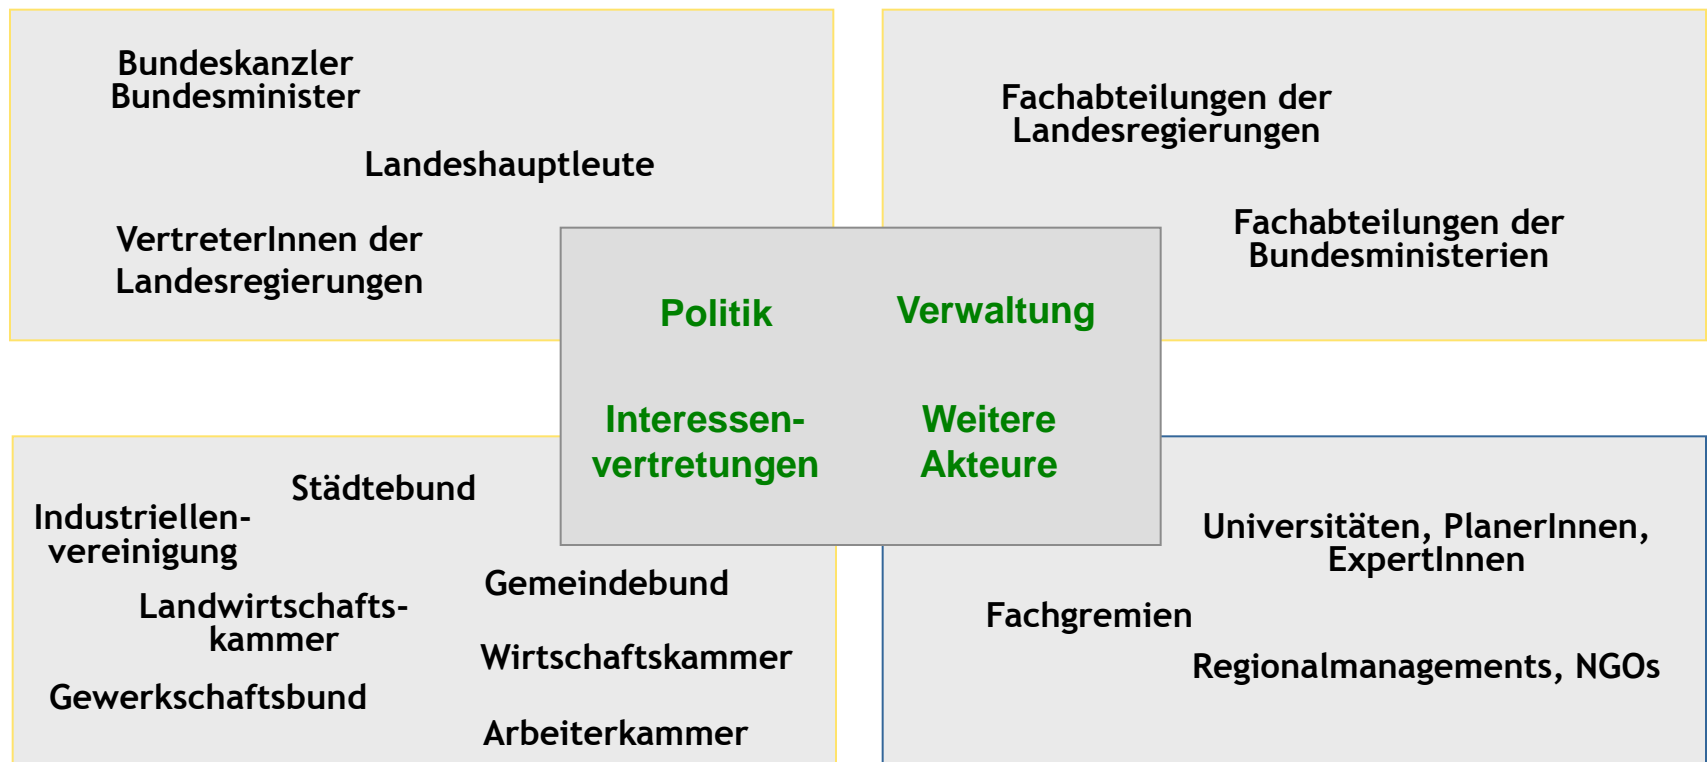 Bundeskanzler
Bundesminister
Landeshauptleute
VertreterInnen der
Landesregierungen
Fachabteilungen der
Landesregierungen
Fachabteilungen der
Bundesministerien
Politik
Verwaltung
Interessen-
vertretungen
Weitere
Akteure
Städtebund
Industriellen-
vereinigung
Gemeindebund
Landwirtschafts-
kammer
Wirtschaftskammer
Gewerkschaftsbund
Arbeiterkammer
Universitäten, PlanerInnen,
ExpertInnen
Fachgremien
Regionalmanagements, NGOs